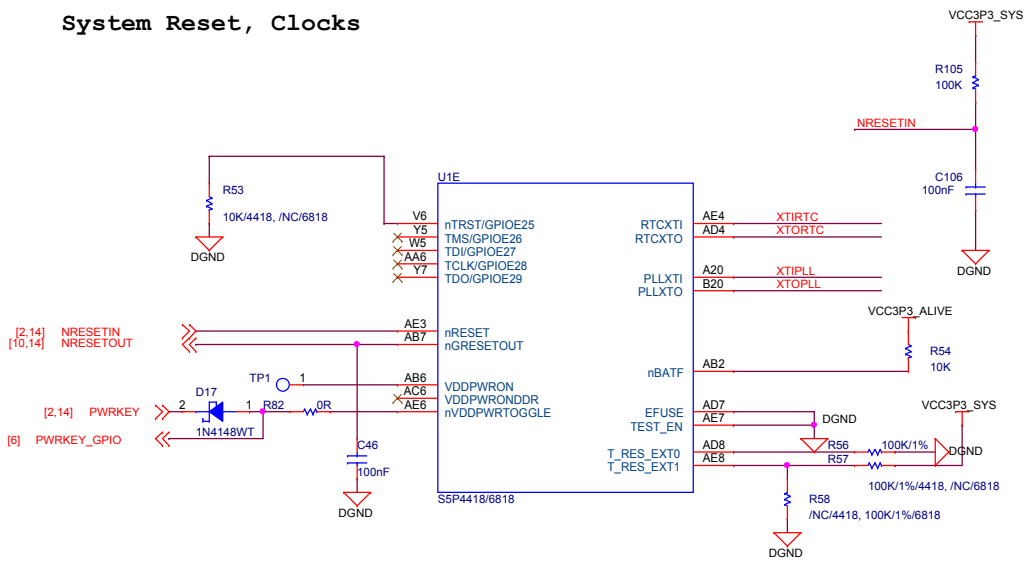 System Reset, Clocks
VCC3P3_SYS
R105
100K
NRESETIN
C106
100nF
DGND
R53
10K/4418, /NC/6818
DGND
U1E
V6 nTRST/GPIOE25
Y5 TMS/GPIOE26
W5 TDI/GPIOE27
AA6 TCLK/GPIOE28
Y7 TDO/GPIOE29
RTCXTI AE4 XTIRTC
RTCXTO AD4 XTORTC
PLLXTI A20 XTIPLL
PLLXTO B20 XTOPLL
VCC3P3_ALIVE
R54
10K
[2,14] NRESETIN AE3 nRESET
[10,14] NRESETOUT AB7 nGRESETOUT
nBATF AB2
TP1 1 AB6 VDDPWRON
AC6 VDDPWRONDDR
D17
[2,14] PWRKEY 2 1 R82 0R AE6 nVDDPWRTOGGLE
1N4148WT
[6] PWRKEY_GPIO
C46
100nF
DGND
EFUSE AD7
TEST_EN AE7
DGND
VCC3P3_SYS
T_RES_EXT0 AD8 R56 100K/1% DGND
T_RES_EXT1 AE8 R57
100K/1%/4418, /NC/6818
R58
/NC/4418, 100K/1%/6818
DGND
S5P4418/6818